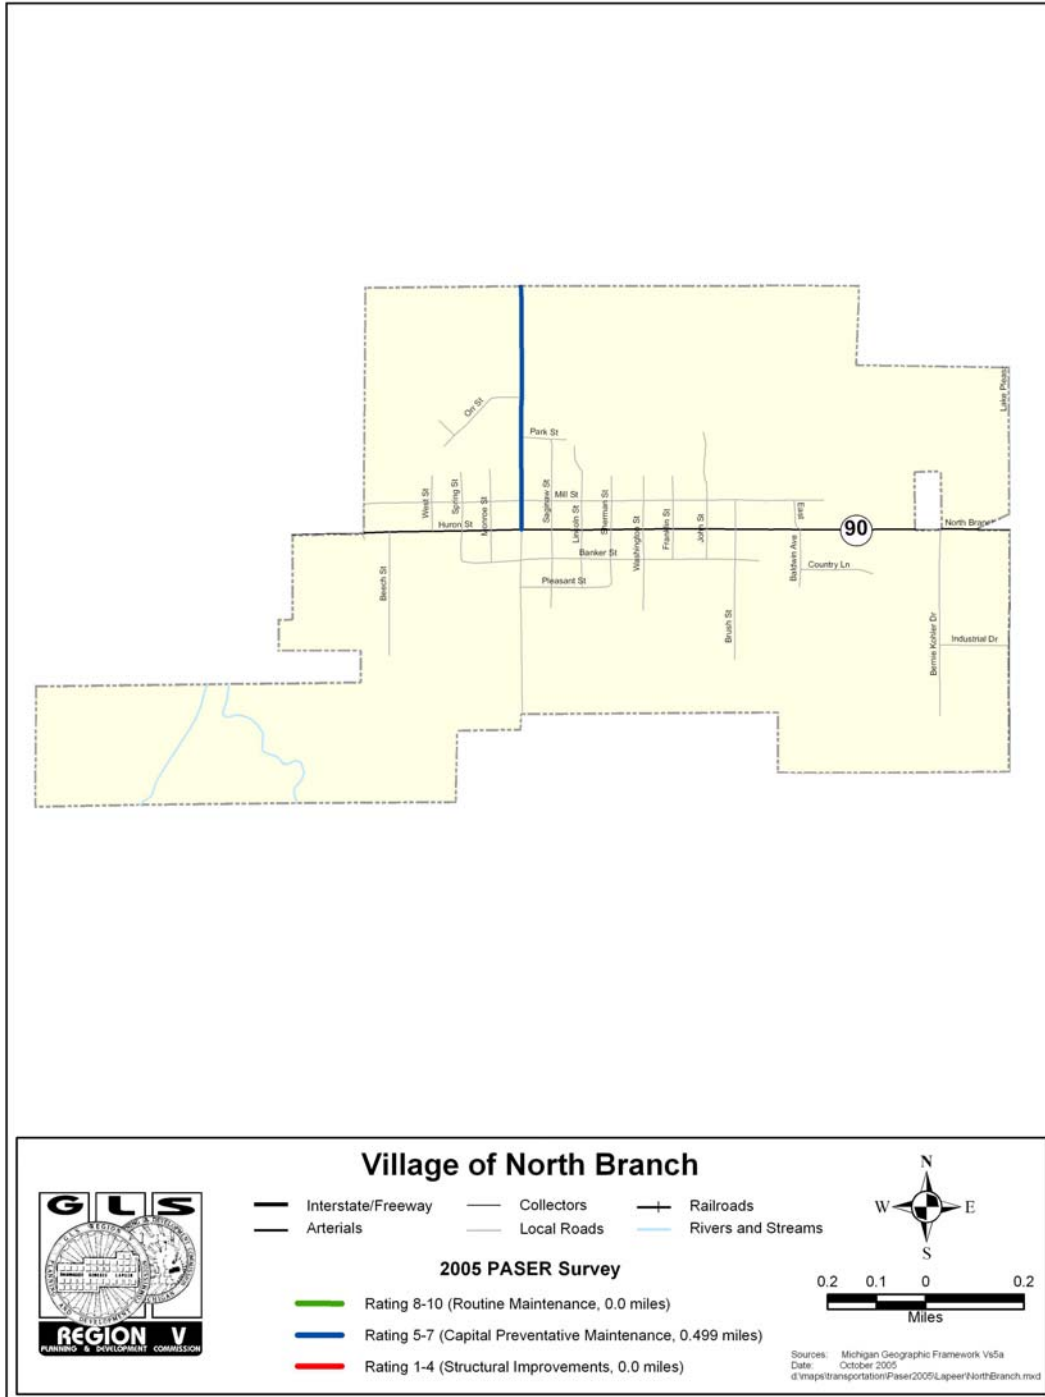 Lake Pleas
Orr St
Park St
West St
Spring St
Monroe St
Saginaw St
Mill St
Lincoln St
Sherman St
Washington St
Franklin St
John St
East
Huron St
90
North Branch
Banker St
Beech St
Pleasant St
Baldwin Ave
Country Ln
Brush St
Bernie Kohler Dr
Industrial Dr
Village of North Branch
Interstate/Freeway
Collectors
Railroads
Arterials
Local Roads
Rivers and Streams
2005 PASER Survey
Rating 8-10 (Routine Maintenance, 0.0 miles)
Rating 5-7 (Capital Preventative Maintenance, 0.499 miles)
Rating 1-4 (Structural Improvements, 0.0 miles)
GLS
REGION V
PLANNING & DEVELOPMENT COMMISSION
N
W E
S
0.2 0.1 0 0.2
Miles
Sources: Michigan Geographic Framework Vs5a
Date: October 2005
d:\maps\transportation\Paser2005\Lapeer\NorthBranch.mxd